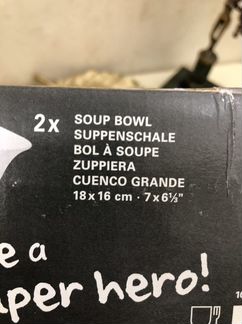 2x SOUP BOWL
SUPPENSCHALE
BOL À SOUPE
ZUPPIERA
CUENCO GRANDE
18 x 16 cm · 7 x 6½"
e a
per hero!